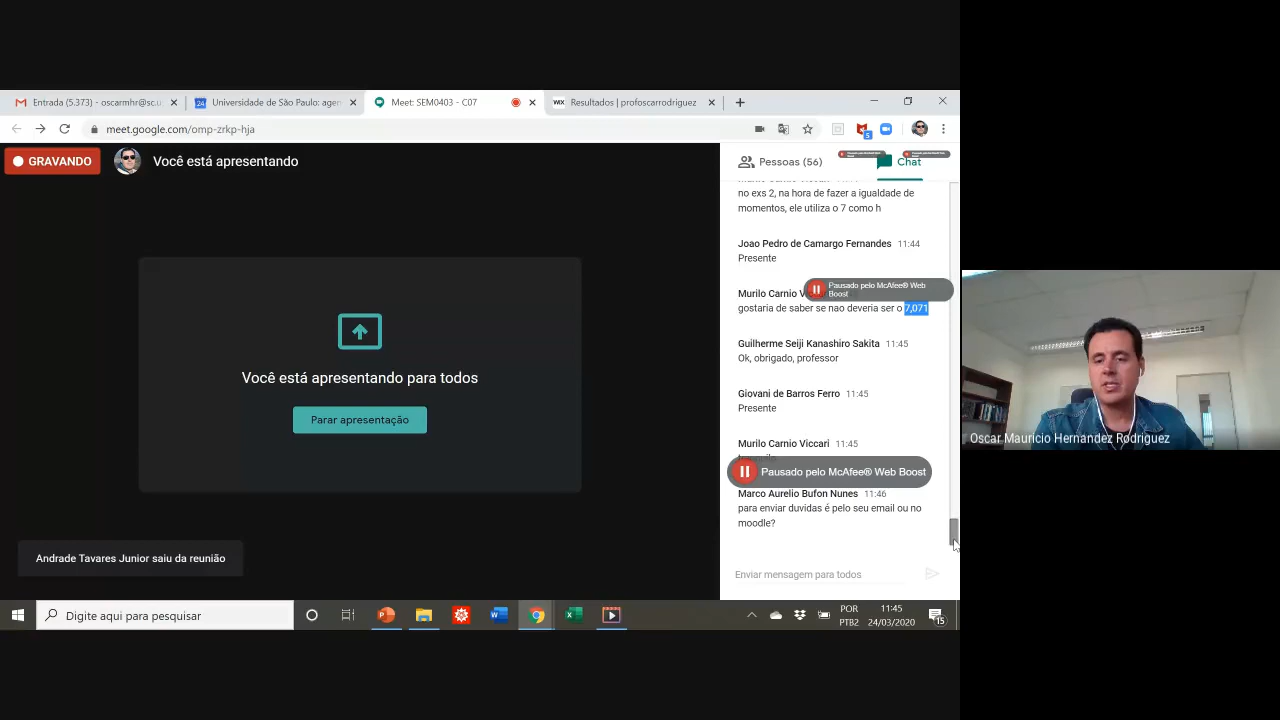 Entrada (5.373) - oscarmhr@sc.u
Universidade de São Paulo: agen
Meet: SEM0403 - C07
WIX Resultados | profoscarrodriguez
meet.google.com/omp-zrkp-hja
5
GRAVANDO
Você está apresentando
Pessoas (56)
Chat
no exs 2, na hora de fazer a igualdade de
momentos, ele utiliza o 7 como h
Joao Pedro de Camargo Fernandes 11:44
Presente
Pausado pelo McAfee® Web
Boost
Murilo Carnio
gostaria de saber se nao deveria ser o 7,071
Guilherme Seiji Kanashiro Sakita 11:45
Ok, obrigado, professor
Giovani de Barros Ferro 11:45
Presente
Murilo Carnio Viccari 11:45
Pausado pelo McAfee® Web Boost
Marco Aurelio Bufon Nunes 11:46
para enviar duvidas é pelo seu email ou no
moodle?
Você está apresentando para todos
Parar apresentação
Andrade Tavares Junior saiu da reunião
Enviar mensagem para todos
Digite aqui para pesquisar
POR
PTB2
11:45
24/03/2020
15
Oscar Mauricio Hernandez Rodriguez